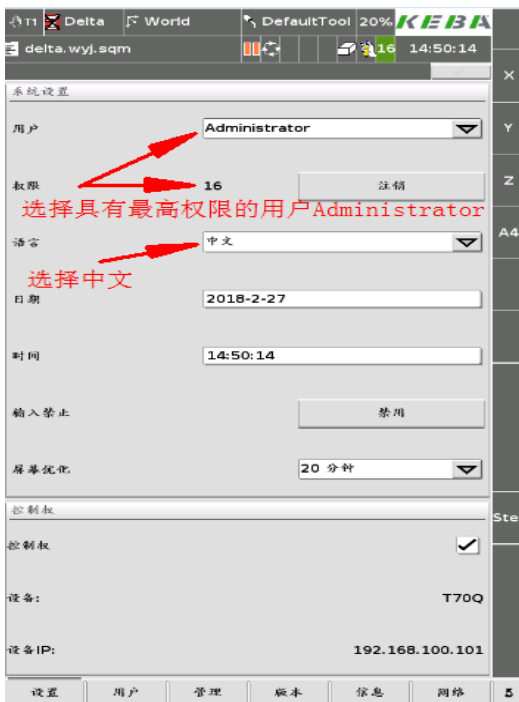 T1 Delta World DefaultTool 20% KEBA
delta.wyj.sqm 16 14:50:14
系统设置
X
用户 Administrator
Y
权限 16 注销
Z
选择具有最高权限的用户Administrator
语言 中文
A4
选择中文
日期 2018-2-27
时间 14:50:14
输入禁止 禁用
屏幕优化 20 分钟
控制权
Ste
控制权
设备: T70Q
设备IP: 192.168.100.101
设置 用户 管理 版本 信息 网络 5